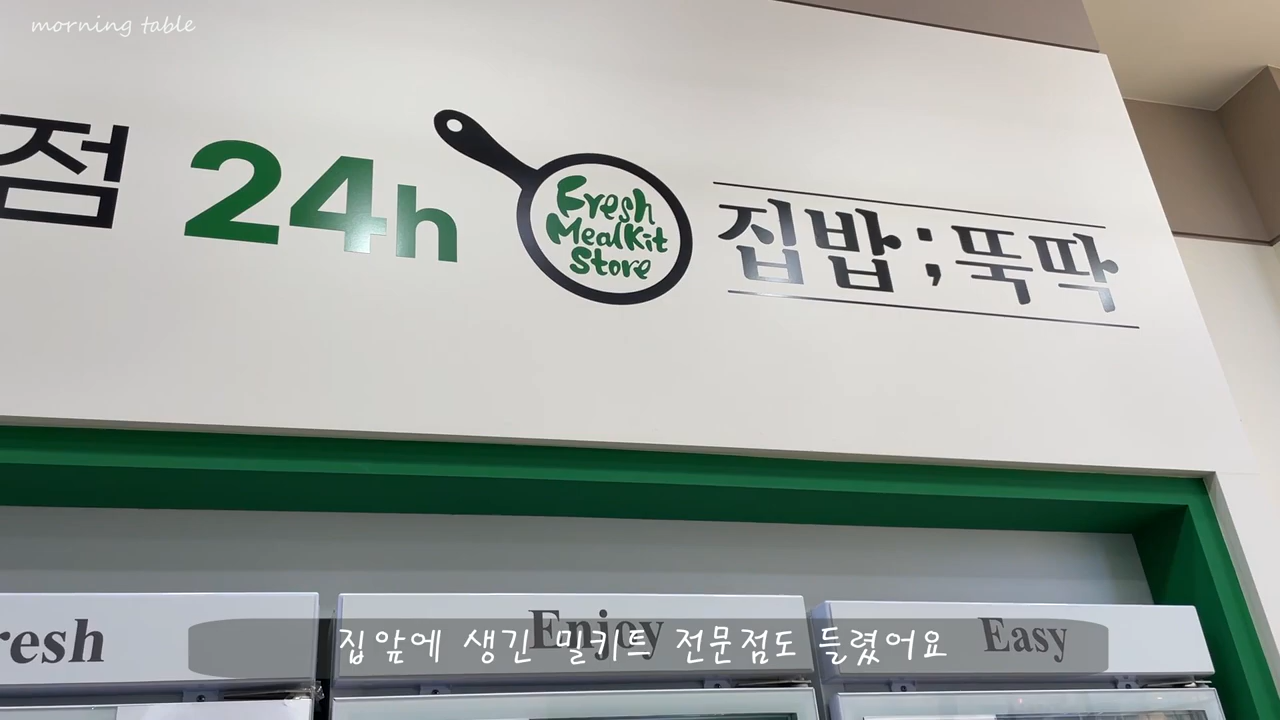 morning table
점 24h
Fresh
MealKit
Store
집밥;뚝딱
resh
Enjoy
Easy
집앞에 생긴 밀키트 전문점도 들렸어요